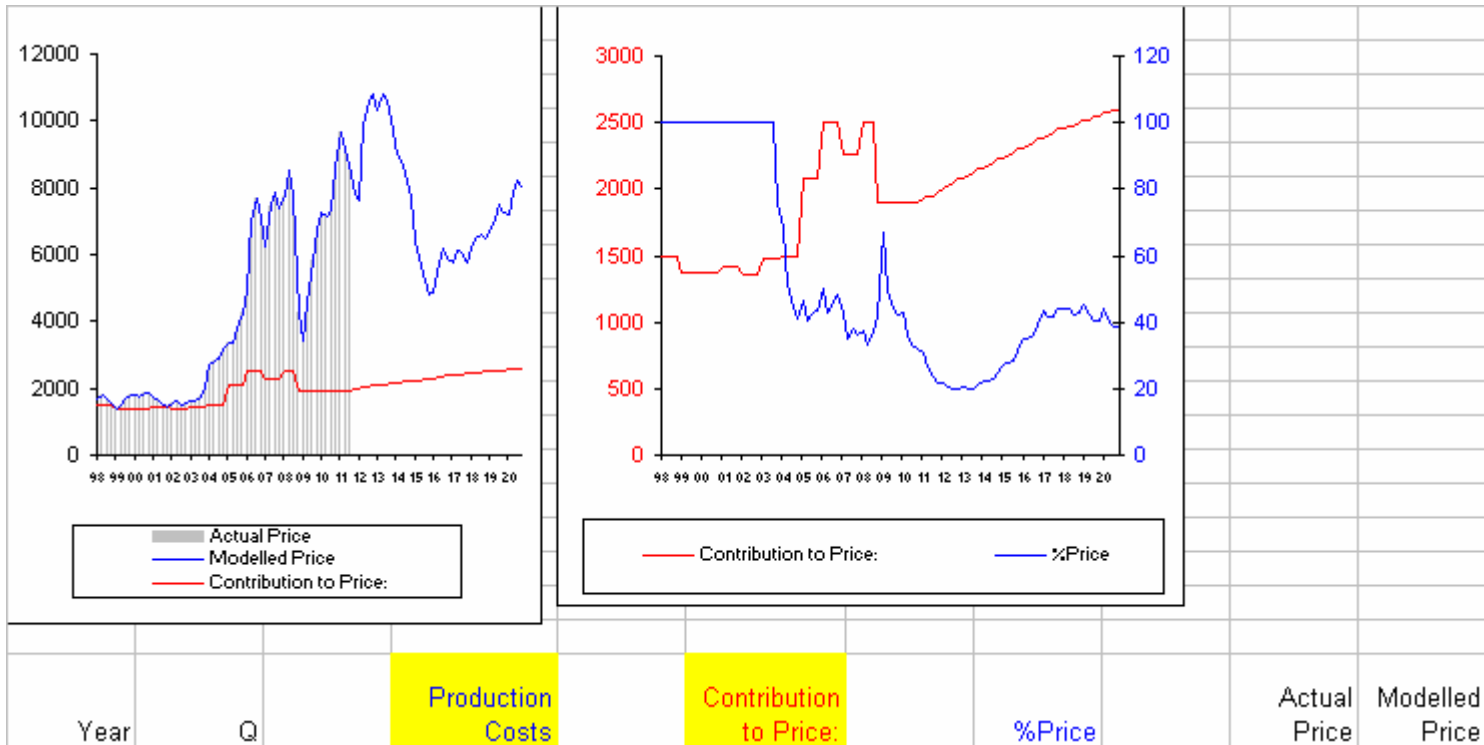 12000
10000
8000
6000
4000
2000
0
98 99 00 01 02 03 04 05 06 07 08 09 10 11 12 13 14 15 16 17 18 19 20
Actual Price
Modelled Price
Contribution to Price:
3000
2500
2000
1500
1000
500
0
120
100
80
60
40
20
0
98 99 00 01 02 03 04 05 06 07 08 09 10 11 12 13 14 15 16 17 18 19 20
Contribution to Price: %Price
Production Contribution Actual Modelled
Year Q Costs to Price: %Price Price Price